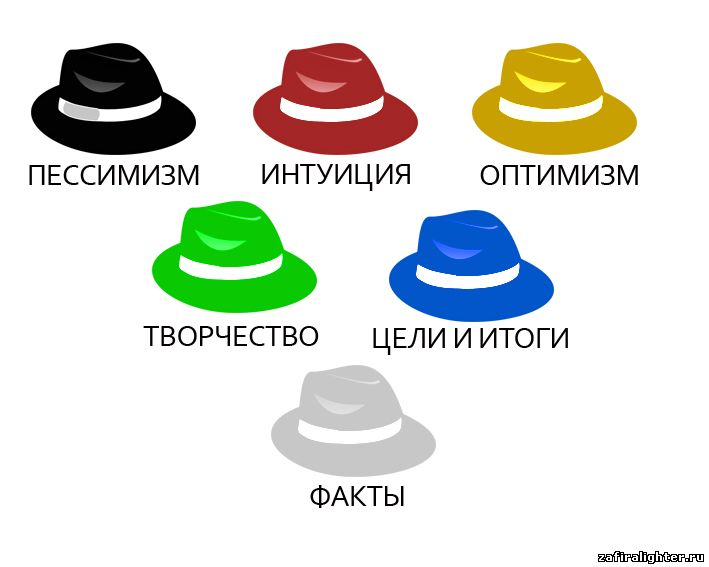 ПЕССИМИЗМ
ИНТУИЦИЯ
ОПТИМИЗМ
ТВОРЧЕСТВО
ЦЕЛИ И ИТОГИ
ФАКТЫ
zafiralighter.ru